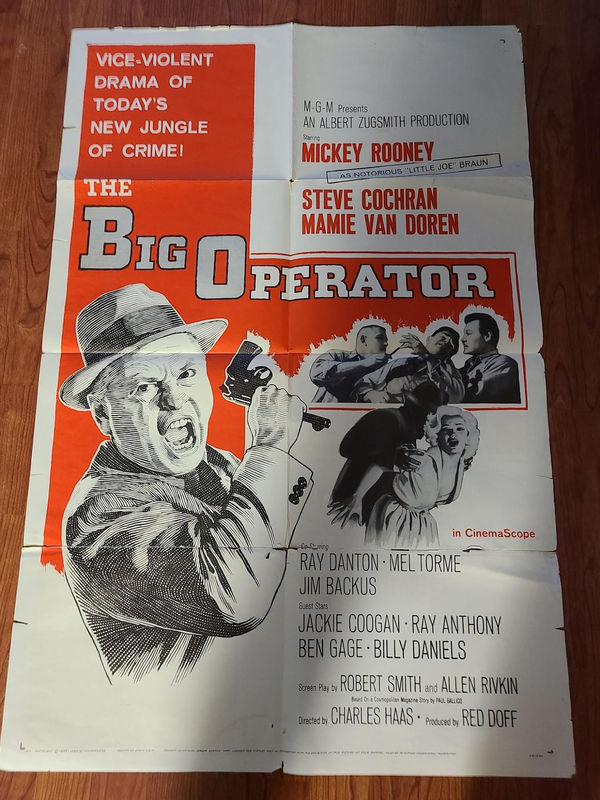 VICE-VIOLENT
DRAMA OF
TODAY'S
NEW JUNGLE
OF CRIME!
THE
BIG OPERATOR
M-G-M Presents
AN ALBERT ZUGSMITH PRODUCTION
Starring
MICKEY ROONEY
AS NOTORIOUS "LITTLE JOE" BRAUN
STEVE COCHRAN
MAMIE VAN DOREN
in CinemaScope
Co-Starring
RAY DANTON · MEL TORME
JIM BACKUS
Guest Stars
JACKIE COOGAN · RAY ANTHONY
BEN GAGE · BILLY DANIELS
Screen Play by ROBERT SMITH and ALLEN RIVKIN
Based On a Cosmopolitan Magazine Story by PAUL GALLICO
Directed by CHARLES HAAS · Produced by RED DOFF